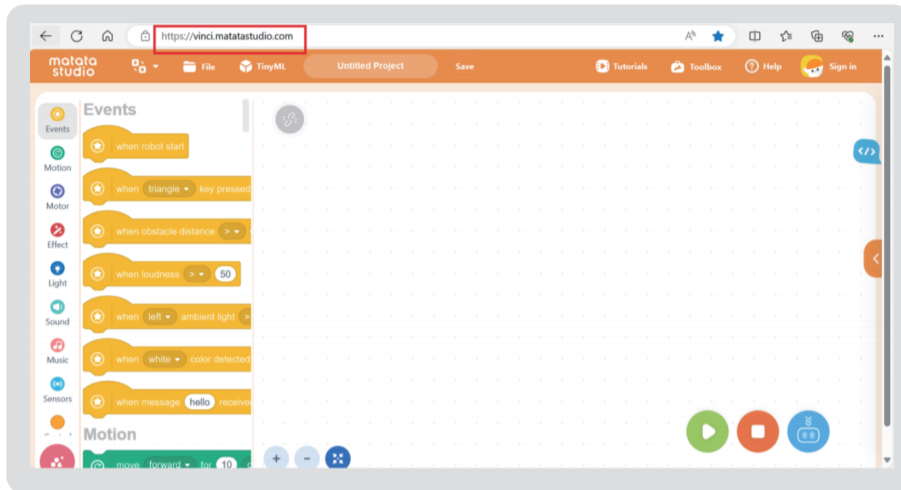 https://vinci.matatastudio.com
matata studio
File
TinyML
Untitled Project
Save
Tutorials
Toolbox
Help
Sign in
Events
Motion
Motor
Effect
Light
Sound
Music
Sensors
Events
when robot start
when triangle key pressed
when obstacle distance >
when loudness > 50
when left ambient light >
when white color detected
when message hello receive
Motion
move forward for 10